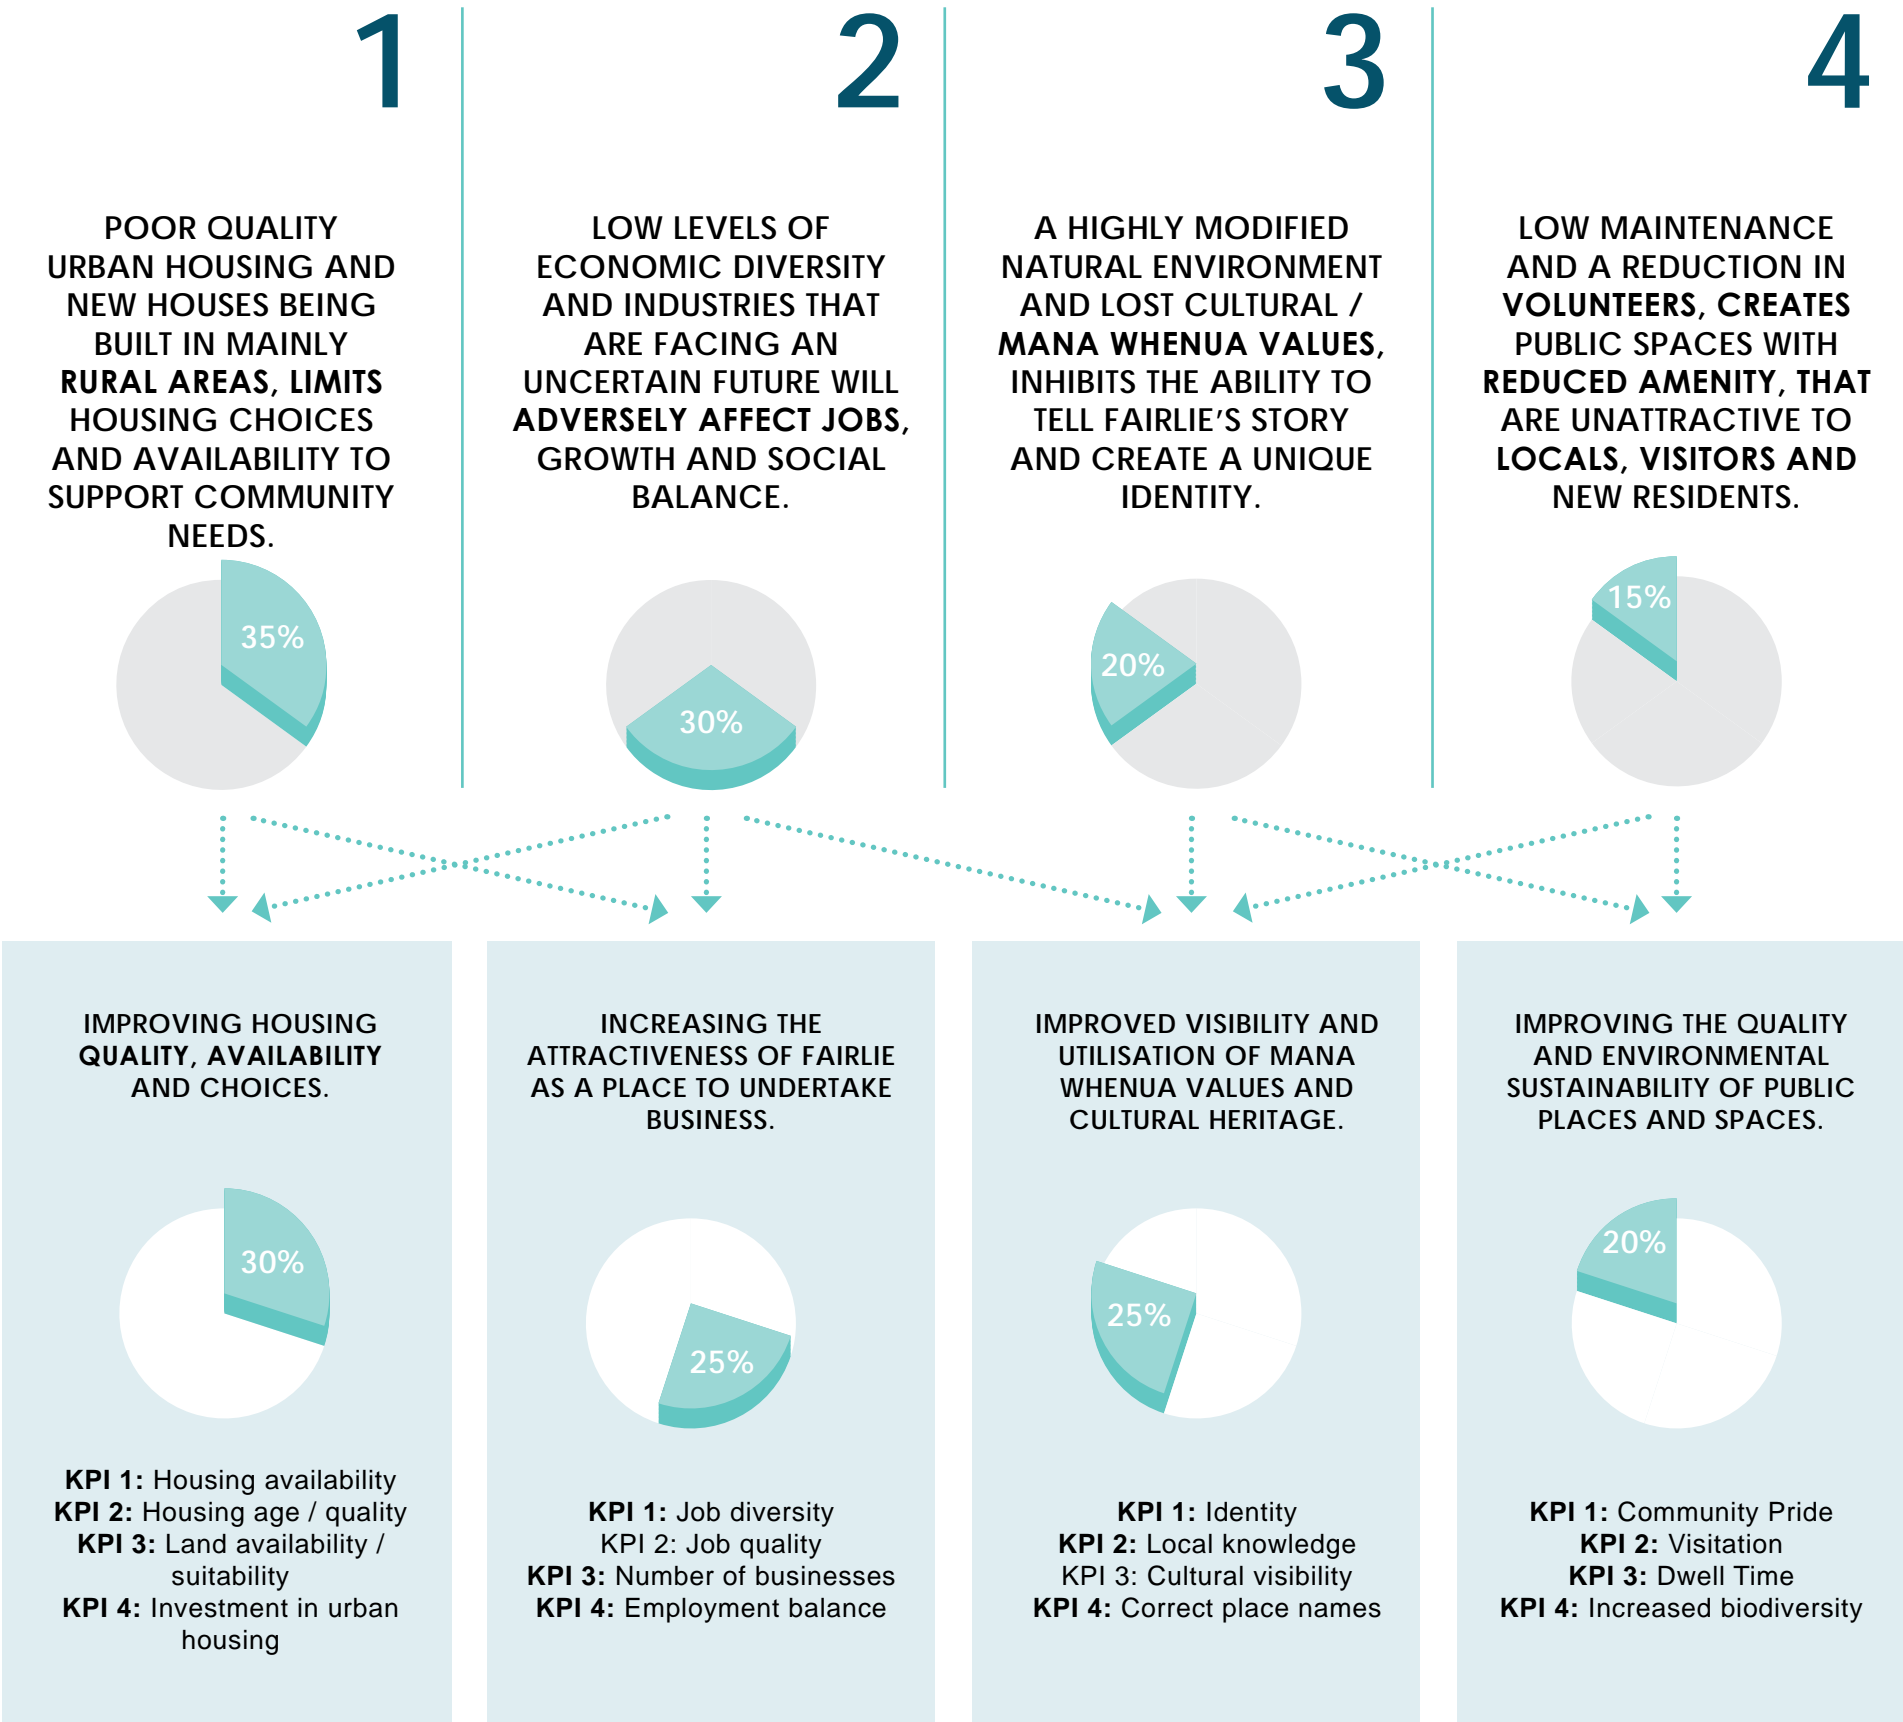 1
POOR QUALITY
URBAN HOUSING AND
NEW HOUSES BEING
BUILT IN MAINLY
RURAL AREAS, LIMITS
HOUSING CHOICES
AND AVAILABILITY TO
SUPPORT COMMUNITY
NEEDS.
35%
2
LOW LEVELS OF
ECONOMIC DIVERSITY
AND INDUSTRIES THAT
ARE FACING AN
UNCERTAIN FUTURE WILL
ADVERSELY AFFECT JOBS,
GROWTH AND SOCIAL
BALANCE.
30%
3
A HIGHLY MODIFIED
NATURAL ENVIRONMENT
AND LOST CULTURAL /
MANA WHENUA VALUES,
INHIBITS THE ABILITY TO
TELL FAIRLIE’S STORY
AND CREATE A UNIQUE
IDENTITY.
20%
4
LOW MAINTENANCE
AND A REDUCTION IN
VOLUNTEERS, CREATES
PUBLIC SPACES WITH
REDUCED AMENITY, THAT
ARE UNATTRACTIVE TO
LOCALS, VISITORS AND
NEW RESIDENTS.
15%
IMPROVING HOUSING
QUALITY, AVAILABILITY
AND CHOICES.
30%
KPI 1: Housing availability
KPI 2: Housing age / quality
KPI 3: Land availability /
suitability
KPI 4: Investment in urban
housing
INCREASING THE
ATTRACTIVENESS OF FAIRLIE
AS A PLACE TO UNDERTAKE
BUSINESS.
25%
KPI 1: Job diversity
KPI 2: Job quality
KPI 3: Number of businesses
KPI 4: Employment balance
IMPROVED VISIBILITY AND
UTILISATION OF MANA
WHENUA VALUES AND
CULTURAL HERITAGE.
25%
KPI 1: Identity
KPI 2: Local knowledge
KPI 3: Cultural visibility
KPI 4: Correct place names
IMPROVING THE QUALITY
AND ENVIRONMENTAL
SUSTAINABILITY OF PUBLIC
PLACES AND SPACES.
20%
KPI 1: Community Pride
KPI 2: Visitation
KPI 3: Dwell Time
KPI 4: Increased biodiversity